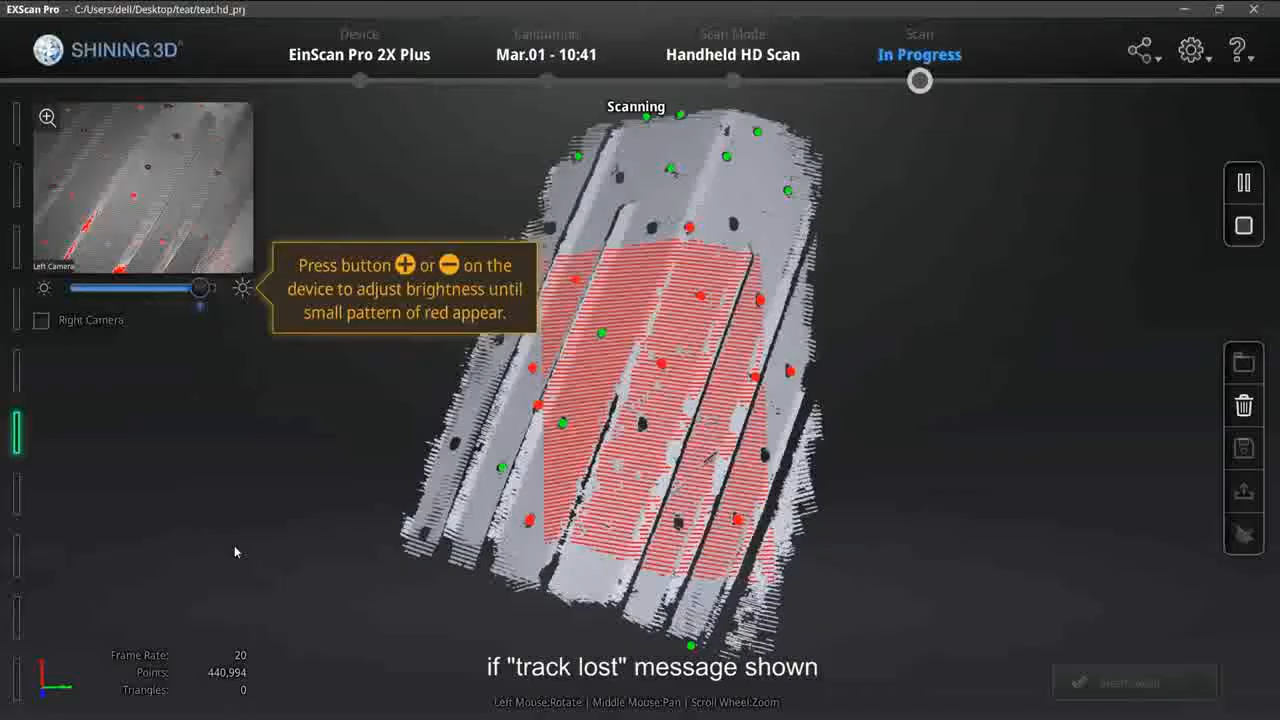 EXScan Pro - C:/Users/dell/Desktop/teat/teat.hd_prj
SHINING 3D®
Device
EinScan Pro 2X Plus
Calibration
Mar.01 - 10:41
Scan Mode
Handheld HD Scan
Scan
In Progress
Scanning
Left Camera
Press button + or − on the
device to adjust brightness until
small pattern of red appear.
Right Camera
Frame Rate: 20
Points: 440,994
Triangles: 0
if "track lost" message shown
Left Mouse:Rotate | Middle Mouse:Pan | Scroll Wheel:Zoom